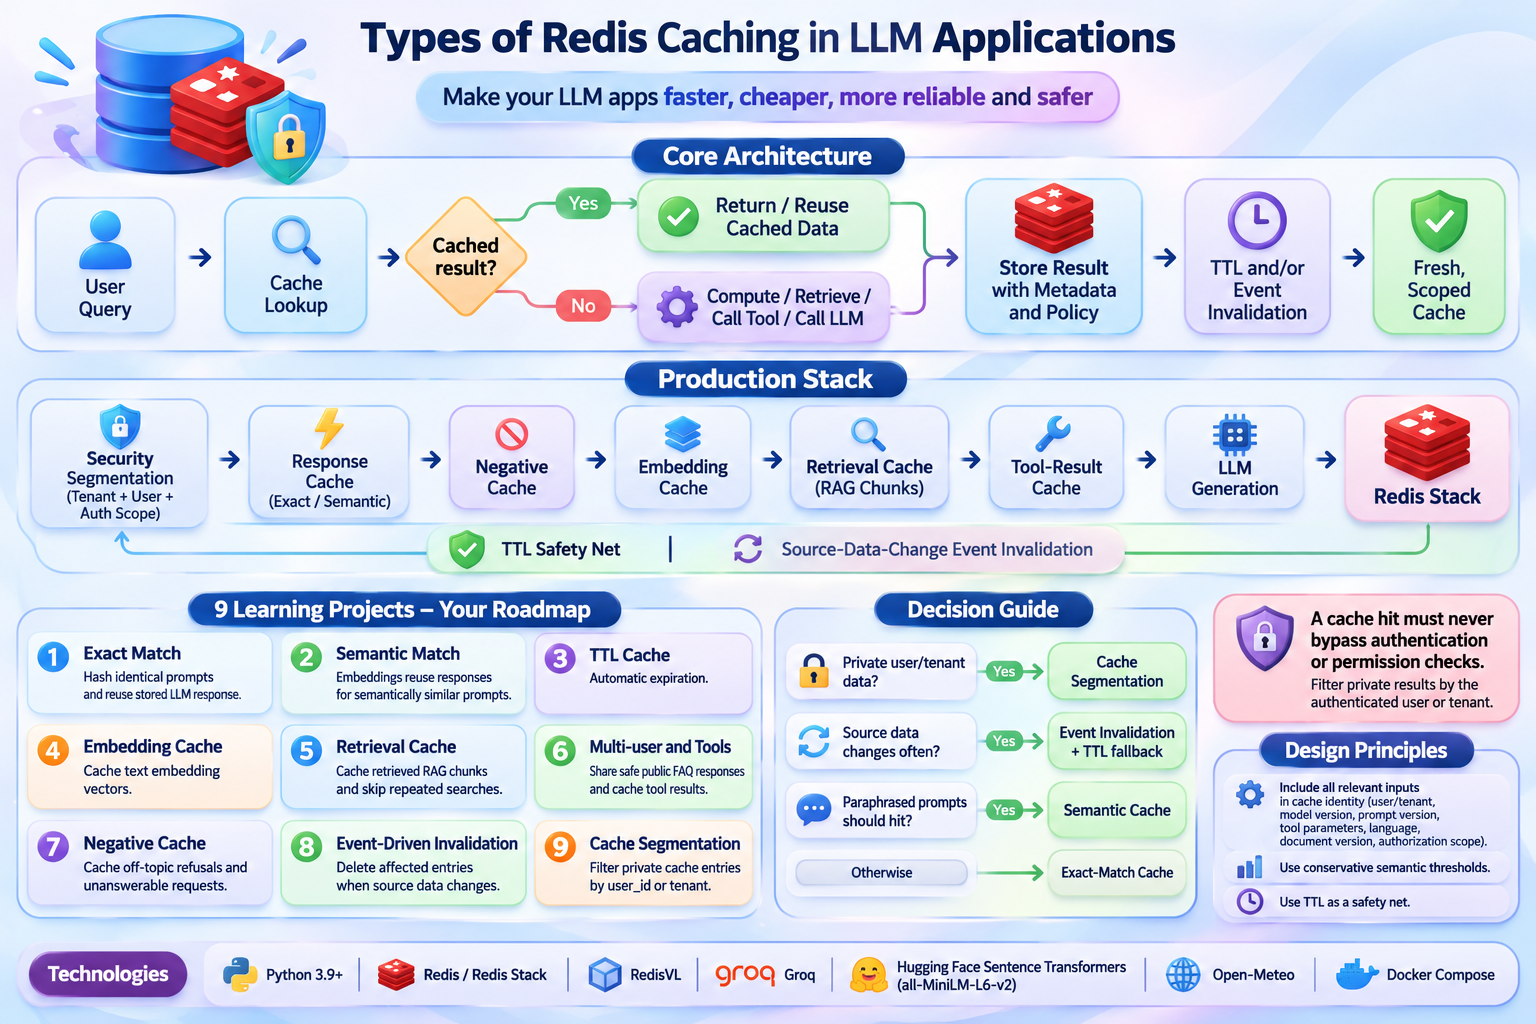 Types of Redis Caching in LLM Applications
Make your LLM apps faster, cheaper, more reliable and safer
Core Architecture
User
Query
Cache
Lookup
Cached
result?
Yes
Return / Reuse
Cached Data
No
Compute / Retrieve /
Call Tool / Call LLM
Store Result
with Metadata
and Policy
TTL and/or
Event
Invalidation
Fresh,
Scoped
Cache
Production Stack
Security
Segmentation
(Tenant + User +
Auth Scope)
Response
Cache
(Exact / Semantic)
Negative
Cache
Embedding
Cache
Retrieval Cache
(RAG Chunks)
Tool-Result
Cache
LLM
Generation
Redis Stack
TTL Safety Net | Source-Data-Change Event Invalidation
9 Learning Projects – Your Roadmap
1 Exact Match
Hash identical prompts
and reuse stored LLM response.
2 Semantic Match
Embeddings reuse responses
for semantically similar prompts.
3 TTL Cache
Automatic expiration.
4 Embedding Cache
Cache text embedding
vectors.
5 Retrieval Cache
Cache retrieved RAG chunks
and skip repeated searches.
6 Multi-user and Tools
Share safe public FAQ responses
and cache tool results.
7 Negative Cache
Cache off-topic refusals and
unanswerable requests.
8 Event-Driven Invalidation
Delete affected entries
when source data changes.
9 Cache Segmentation
Filter private cache entries
by user_id or tenant.
Decision Guide
Private user/tenant
data?
Yes
Cache
Segmentation
Source data
changes often?
Yes
Event Invalidation
+ TTL fallback
Paraphrased prompts
should hit?
Yes
Semantic Cache
Otherwise
Exact-Match Cache
A cache hit must never
bypass authentication
or permission checks.
Filter private results by the
authenticated user or tenant.
Design Principles
Include all relevant inputs
in cache identity (user/tenant,
model version, prompt version,
tool parameters, language,
document version, authorization scope).
Use conservative semantic thresholds.
Use TTL as a safety net.
Technologies
Python 3.9+
Redis / Redis Stack
RedisVL
groq Groq
Hugging Face Sentence Transformers
(all-MiniLM-L6-v2)
Open-Meteo
Docker Compose